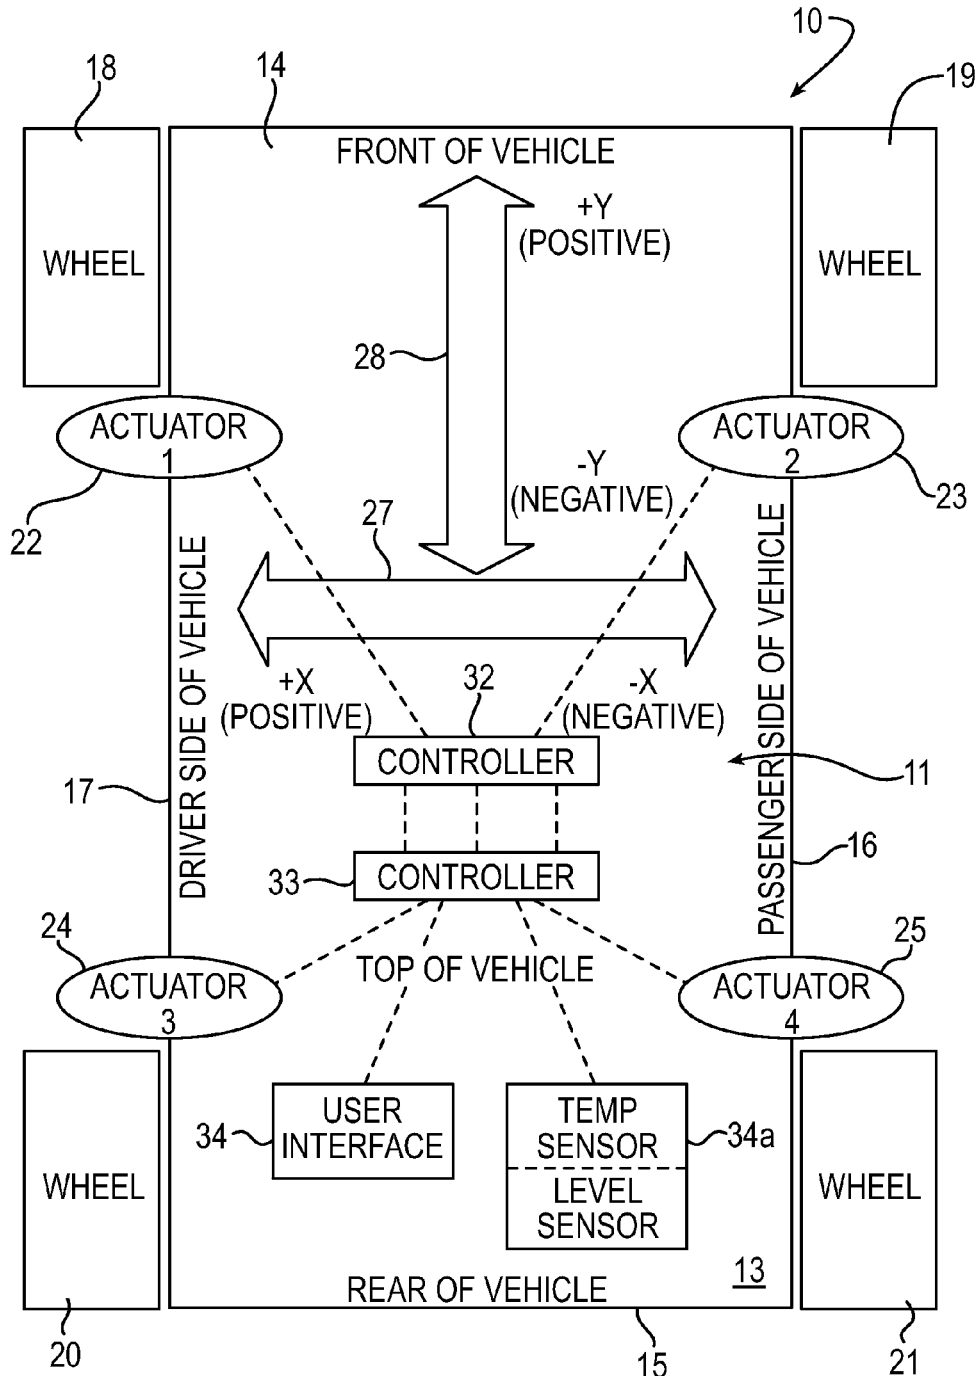 10
18
14
19
FRONT OF VEHICLE
+Y
(POSITIVE)
WHEEL
WHEEL
28
ACTUATOR
1
ACTUATOR
2
-Y
(NEGATIVE)
22
27
23
DRIVER SIDE OF VEHICLE
PASSENGER SIDE OF VEHICLE
+X
(POSITIVE)
32
-X
(NEGATIVE)
CONTROLLER
11
17
16
33
CONTROLLER
24
25
TOP OF VEHICLE
ACTUATOR
3
ACTUATOR
4
34
USER
INTERFACE
TEMP
SENSOR
34a
LEVEL
SENSOR
WHEEL
WHEEL
13
REAR OF VEHICLE
20
15
21